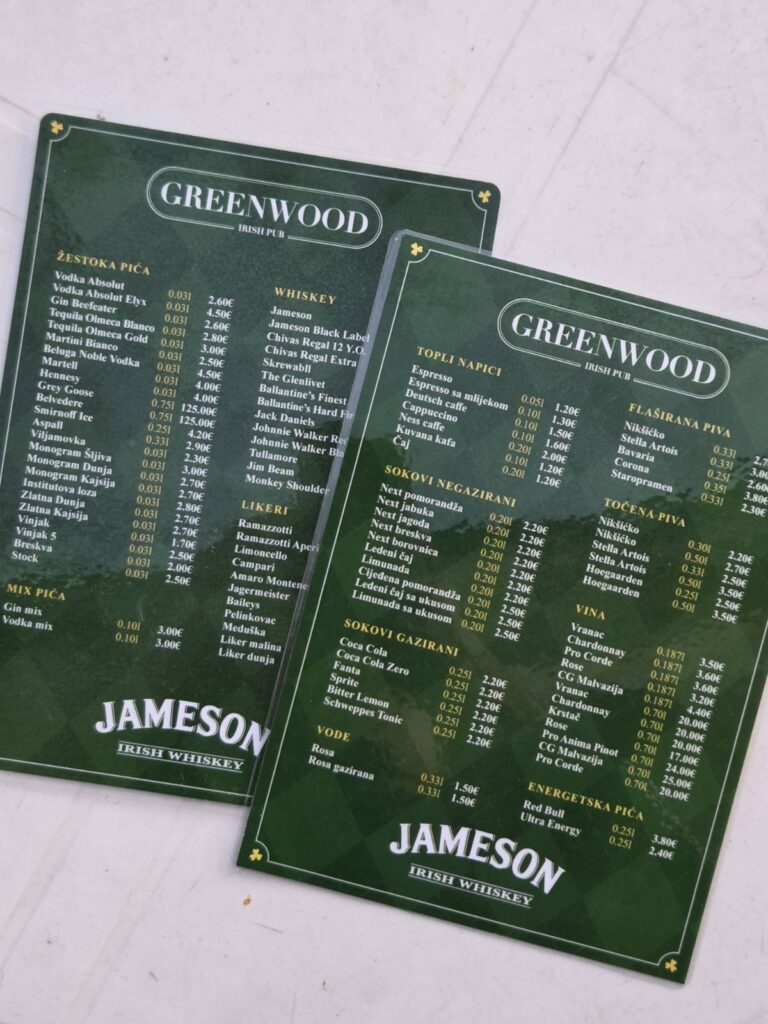 GREENWOOD
IRISH PUB
ŽESTOKA PIĆA
Vodka Absolut 0.03l 2.60€
Vodka Absolut Elyx 4.50€
Gin Beefeater 2.60€
Tequila Olmeca Blanco 2.80€
Tequila Olmeca Gold 3.00€
Martini Bianco 2.50€
Beluga Noble Vodka 4.50€
Martell 4.00€
Hennesy 4.00€
Grey Goose 0.75l 125.00€
Belvedere 0.75l 125.00€
Smirnoff Ice 0.25l 4.20€
Aspall 0.33l 2.90€
Viljamovka 0.03l 2.30€
Monogram Šljiva 0.03l 3.00€
Monogram Dunja 0.03l 2.70€
Monogram Kajsija 0.03l 2.70€
Institutova loza 0.03l 2.80€
Zlatna Dunja 0.03l 2.70€
Zlatna Kajsija 0.03l 2.70€
Vinjak 0.03l 1.70€
Vinjak 5 0.03l 2.50€
Breskva 0.03l 2.00€
Stock 0.03l 2.50€
MIX PIĆA
Gin mix 0.10l 3.00€
Vodka mix 0.10l 3.00€
WHISKEY
Jameson
Jameson Black Label
Chivas Regal 12 Y.O.
Chivas Regal Extra
Skrewball
The Glenlivet
Ballantine's Finest
Ballantine's Hard Fi
Jack Daniels
Johnnie Walker Red
Johnnie Walker Bla
Tullamore
Jim Beam
Monkey Shoulder
LIKERI
Ramazzotti
Ramazzotti Aperi
Limoncello
Campari
Amaro Montene
Jagermeister
Baileys
Pelinkovac
Meduška
Liker malina
Liker dunja
JAMESON
IRISH WHISKEY
GREENWOOD
IRISH PUB
TOPLI NAPICI
Espresso 0.05l 1.20€
Espresso sa mlijekom 0.10l 1.30€
Deutsch caffe 0.10l 1.50€
Cappuccino 0.10l 1.60€
Ness caffe 0.20l 2.00€
Kuvana kafa 0.10l 1.20€
Čaj 0.20l 1.20€
SOKOVI NEGAZIRANI
Next pomorandža 0.20l 2.20€
Next jabuka 0.20l 2.20€
Next jagoda 0.20l 2.20€
Next breskva 0.20l 2.20€
Next borovnica 0.20l 2.20€
Ledeni čaj 0.20l 2.20€
Limunada 0.20l 2.50€
Cijeđena pomorandža 0.20l 2.50€
Ledeni čaj sa ukusom 0.20l 2.50€
Limunada sa ukusom 0.20l 2.50€
SOKOVI GAZIRANI
Coca Cola 0.25l 2.20€
Coca Cola Zero 0.25l 2.20€
Fanta 0.25l 2.20€
Sprite 0.25l 2.20€
Bitter Lemon 0.25l 2.20€
Schweppes Tonic 0.25l 2.20€
VODE
Rosa 0.33l 1.50€
Rosa gazirana 0.33l 1.50€
FLAŠIRANA PIVA
Nikšićko 0.33l 2.7
Stella Artois 0.33l 3.00
Bavaria 0.25l 2.60
Corona 0.35l 3.80€
Staropramen 0.33l 2.30€
TOČENA PIVA
Nikšićko 0.30l 2.20€
Nikšićko 0.50l 2.70€
Stella Artois 0.33l 2.50€
Stella Artois 0.50l 3.50€
Hoegaarden 0.25l 2.50€
Hoegaarden 0.50l 3.50€
VINA
Vranac 0.187l 3.50€
Chardonnay 0.187l 3.60€
Pro Corde 0.187l 3.60€
Rose 0.187l 3.20€
CG Malvazija 0.187l 4.40€
Vranac 0.70l 20.00€
Chardonnay 0.70l 20.00€
Krstač 0.70l 20.00€
Rose 0.70l 17.00€
Pro Anima Pinot 0.70l 24.00€
CG Malvazija 0.70l 25.00€
Pro Corde 0.70l 20.00€
ENERGETSKA PIĆA
Red Bull 0.25l 3.80€
Ultra Energy 0.25l 2.40€
JAMESON
IRISH WHISKEY